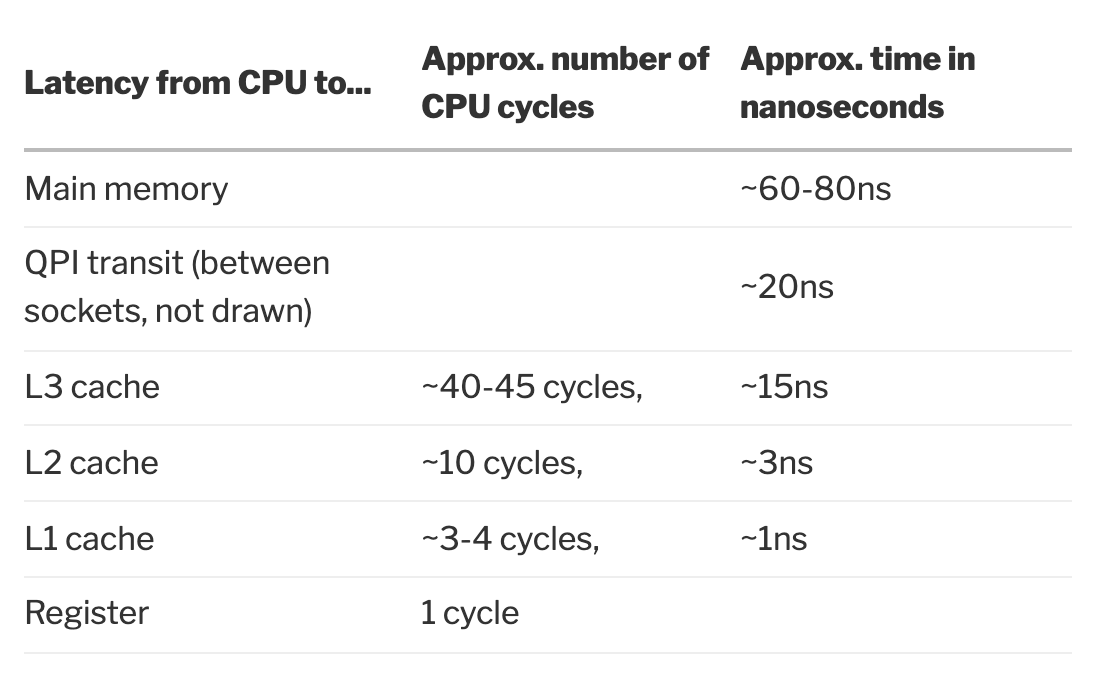 Latency from CPU to... Approx. number of CPU cycles Approx. time in nanoseconds
Main memory ~60-80ns
QPI transit (between sockets, not drawn) ~20ns
L3 cache ~40-45 cycles, ~15ns
L2 cache ~10 cycles, ~3ns
L1 cache ~3-4 cycles, ~1ns
Register 1 cycle